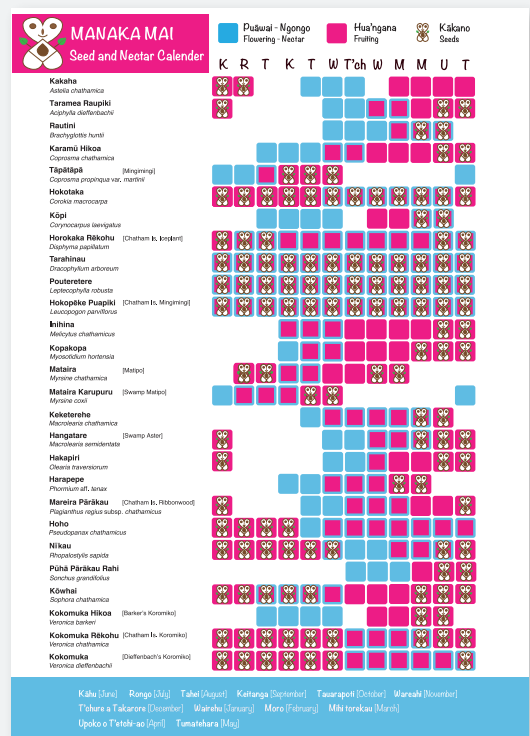 MANAKA MAI
Seed and Nectar Calender
Puāwai - Ngongo
Flowering - Nectar
Hua'ngana
Fruiting
Kākano
Seeds
K R T K T W T'ch W M M U T
Kakaha
Astelia chathamica
Taramea Raupiki
Aciphylla dieffenbachii
Rautini
Brachyglottis huntii
Karamū Hikoa
Coprosma chathamica
Tāpātāpā [Mingimingi]
Coprosma propinqua var. martinii
Hokotaka
Corokia macrocarpa
Kōpi
Corynocarpus laevigatus
Horokaka Rēkohu [Chatham Is. Iceplant]
Disphyma papillatum
Tarahinau
Dracophyllum arboreum
Pouteretere
Leptecophylla robusta
Hokopēke Puapiki [Chatham Is. Mingimingi]
Leucopogon parviflorus
Inihina
Melicytus chathamicus
Kopakopa
Myosotidium hortensia
Mataira [Matipo]
Myrsine chathamica
Mataira Karupuru [Swamp Matipo]
Myrsine coxii
Keketerehe
Macrolearia chathamica
Hangatare [Swamp Aster]
Macrolearia semidentata
Hakapiri
Olearia traversiorum
Harapepe
Phormium aff. tenax
Mareira Pārākau [Chatham Is. Ribbonwood]
Plagianthus regius subsp. chathamicus
Hoho
Pseudopanax chathamicus
Nīkau
Rhopalostylis sapida
Pūhā Pārākau Rahi
Sonchus grandifolius
Kōwhai
Sophora chathamica
Kokomuka Hikoa [Barker's Koromiko]
Veronica barkeri
Kokomuka Rēkohu [Chatham Is. Koromiko]
Veronica chathamica
Kokomuka [Dieffenbach's Koromiko]
Veronica dieffenbachii
Kāhu [June] Rongo [July] Tahei [August] Keitanga [September] Tauaropoti [October] Wareahi [November]
T'chure a Takarore [December] Wairehu [January] Moro [February] Mihi torekau [March]
Upoko o T'etchi-ao [April] Tumatehara [May]